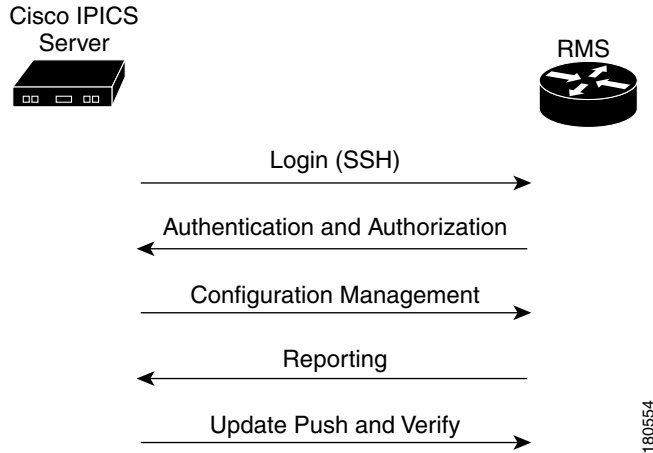 Cisco IPICS
Server
RMS
Login (SSH)
Authentication and Authorization
Configuration Management
Reporting
Update Push and Verify
180554